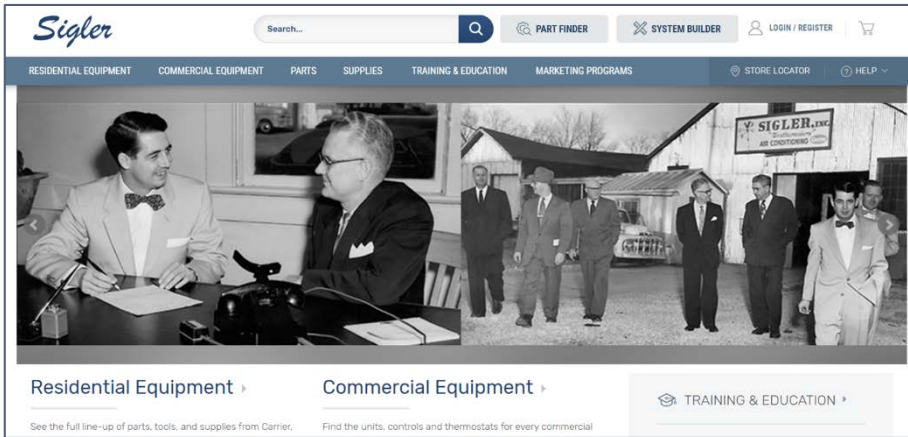 Sigler
Search...
PART FINDER
SYSTEM BUILDER
LOGIN / REGISTER
RESIDENTIAL EQUIPMENT COMMERCIAL EQUIPMENT PARTS SUPPLIES TRAINING & EDUCATION MARKETING PROGRAMS STORE LOCATOR HELP
SIGLER, INC.
AIR CONDITIONING
Residential Equipment
See the full line-up of parts, tools, and supplies from Carrier,
Commercial Equipment
Find the units, controls and thermostats for every commercial
TRAINING & EDUCATION